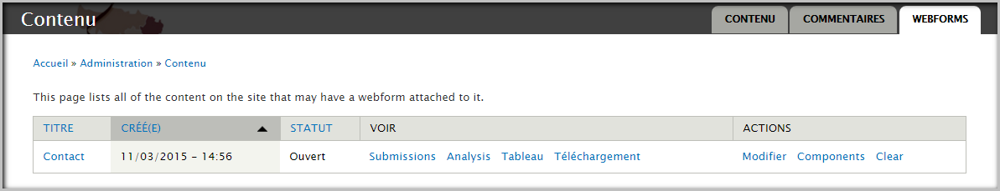 Contenu CONTENU COMMENTAIRES WEBFORMS
Accueil » Administration » Contenu
This page lists all of the content on the site that may have a webform attached to it.
TITRE CRÉÉ(E) STATUT VOIR ACTIONS
Contact 11/03/2015 - 14:56 Ouvert Submissions Analysis Tableau Téléchargement Modifier Components Clear